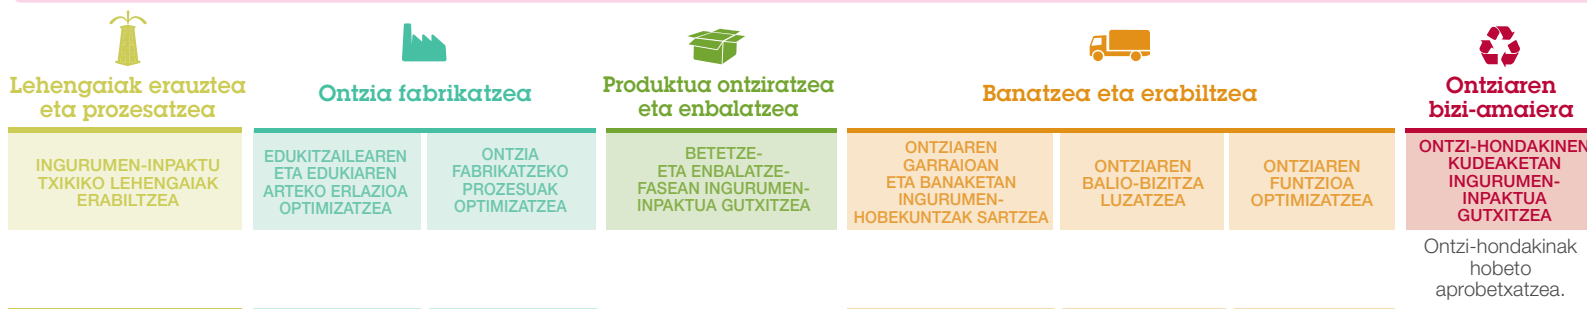 Lehengaiak erauztea
eta prozesatzea
Ontzia fabrikatzea
Produktua ontziratzea
eta enbalatzea
Banatzea eta erabiltzea
Ontziaren
bizi-amaiera
INGURUMEN-INPAKTU
TXIKIKO LEHENGAIAK
ERABILTZEA
EDUKITZAILEAREN
ETA EDUKIAREN
ARTEKO ERLAZIOA
OPTIMIZATZEA
ONTZIA
FABRIKATZEKO
PROZESUAK
OPTIMIZATZEA
BETETZE-
ETA ENBALATZE-
FASEAN INGURUMEN-
INPAKTUA GUTXITZEA
ONTZIAREN
GARRAIOAN
ETA BANAKETAN
INGURUMEN-
HOBEKUNTZAK SARTZEA
ONTZIAREN
BALIO-BIZITZA
LUZATZEA
ONTZIAREN
FUNTZIOA
OPTIMIZATZEA
ONTZI-HONDAKINEN
KUDEAKETAN
INGURUMEN-
INPAKTUA
GUTXITZEA
Ontzi-hondakinak
hobeto
aprobetxatzea.